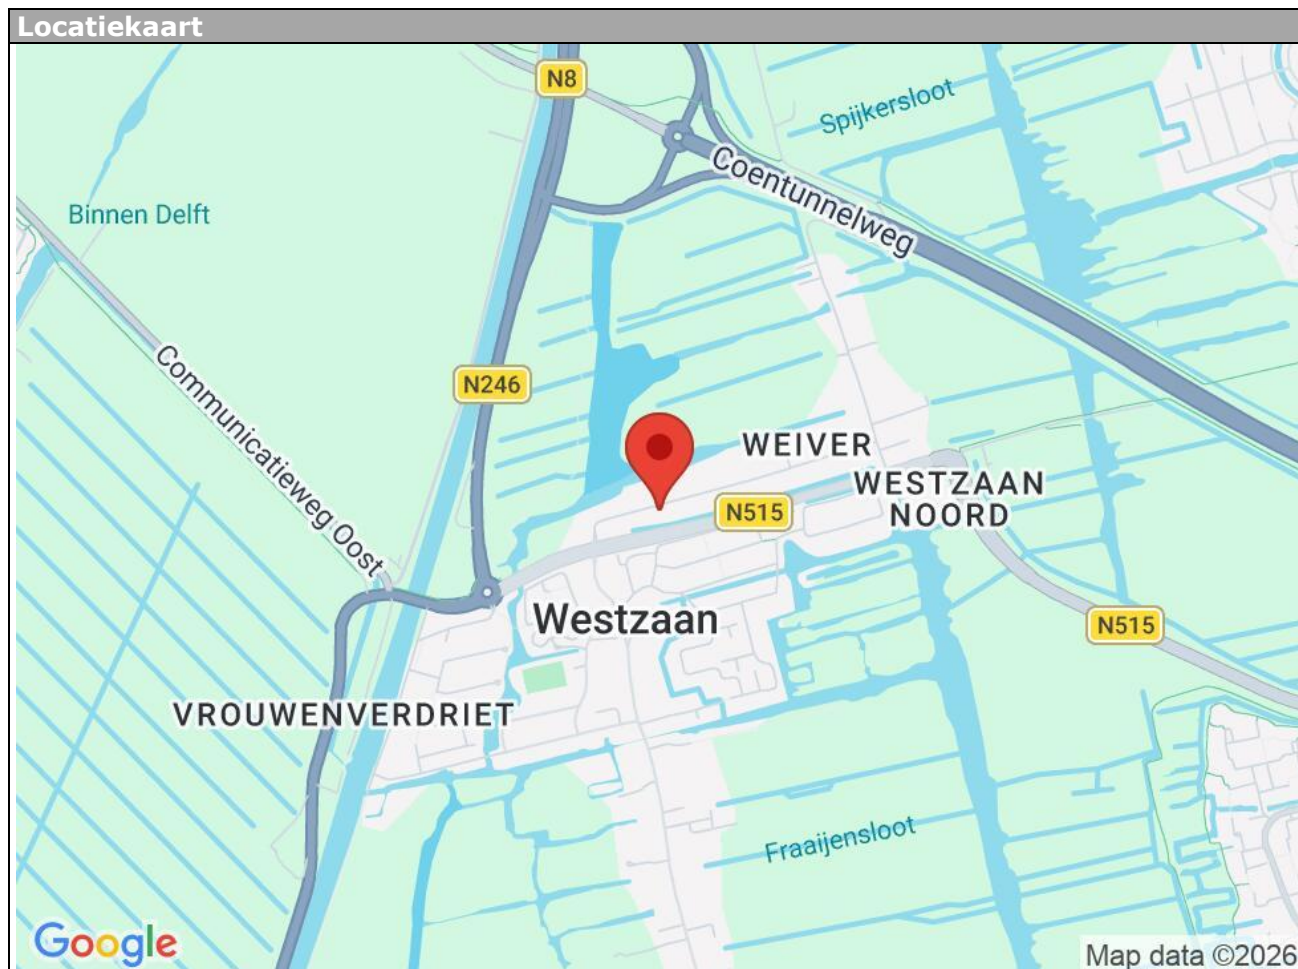 Locatiekaart
N8
Spijkersloot
Coentunnelweg
Binnen Delft
Communicatieweg Oost
N246
WEIVER
WESTZAAN
NOORD
N515
Westzaan
N515
VROUWENVERDRIET
Fraaijensloot
Google
Map data ©2026